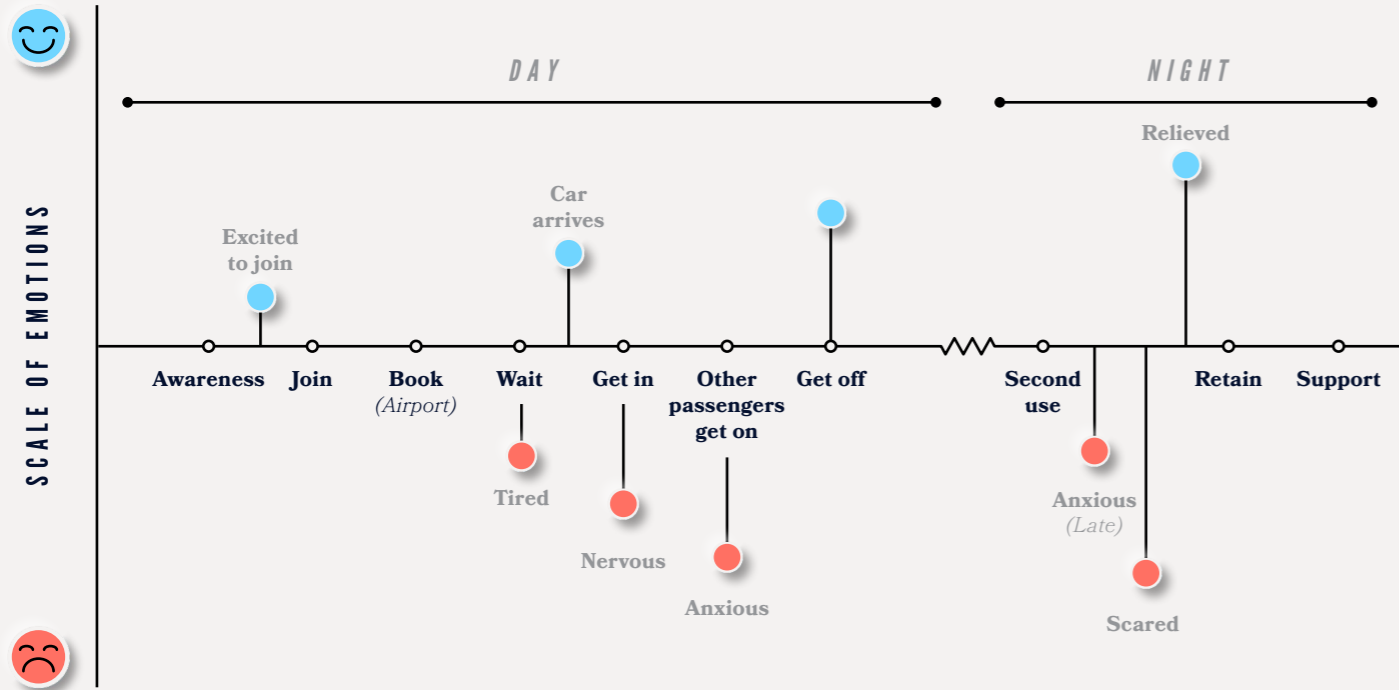 DAY
NIGHT
Relieved
Car
arrives
Excited
to join
SCALE OF EMOTIONS
Awareness
Join
Book
(Airport)
Wait
Get in
Other
passengers
get on
Get off
Second
use
Retain
Support
Tired
Nervous
Anxious
Anxious
(Late)
Scared